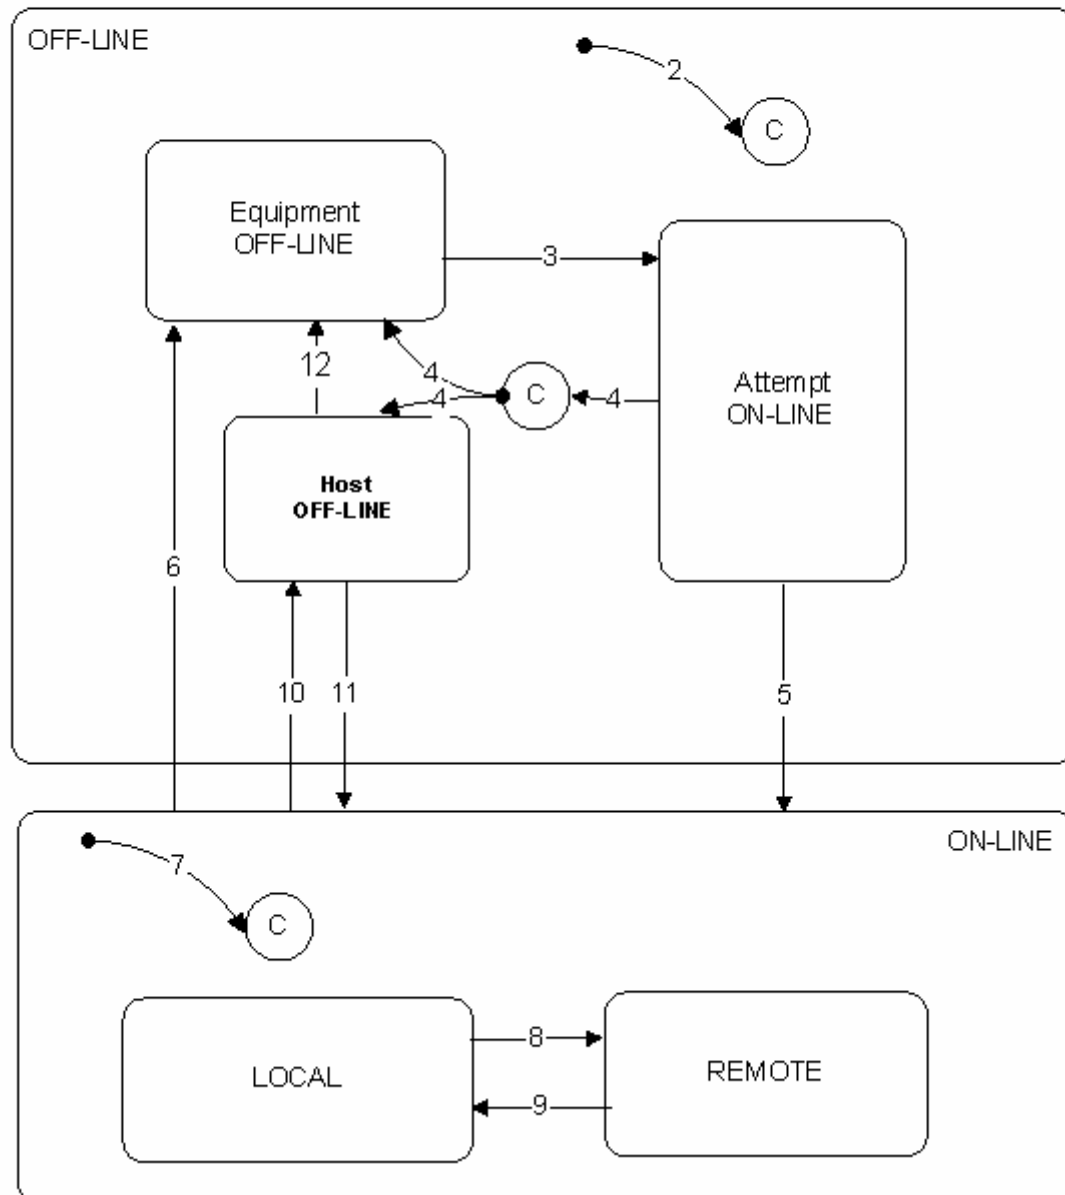 OFF-LINE
2
C
Equipment
OFF-LINE
3
12
4
4
C
4
Attempt
ON-LINE
Host
OFF-LINE
6
10
11
5
ON-LINE
7
C
LOCAL
8
9
REMOTE